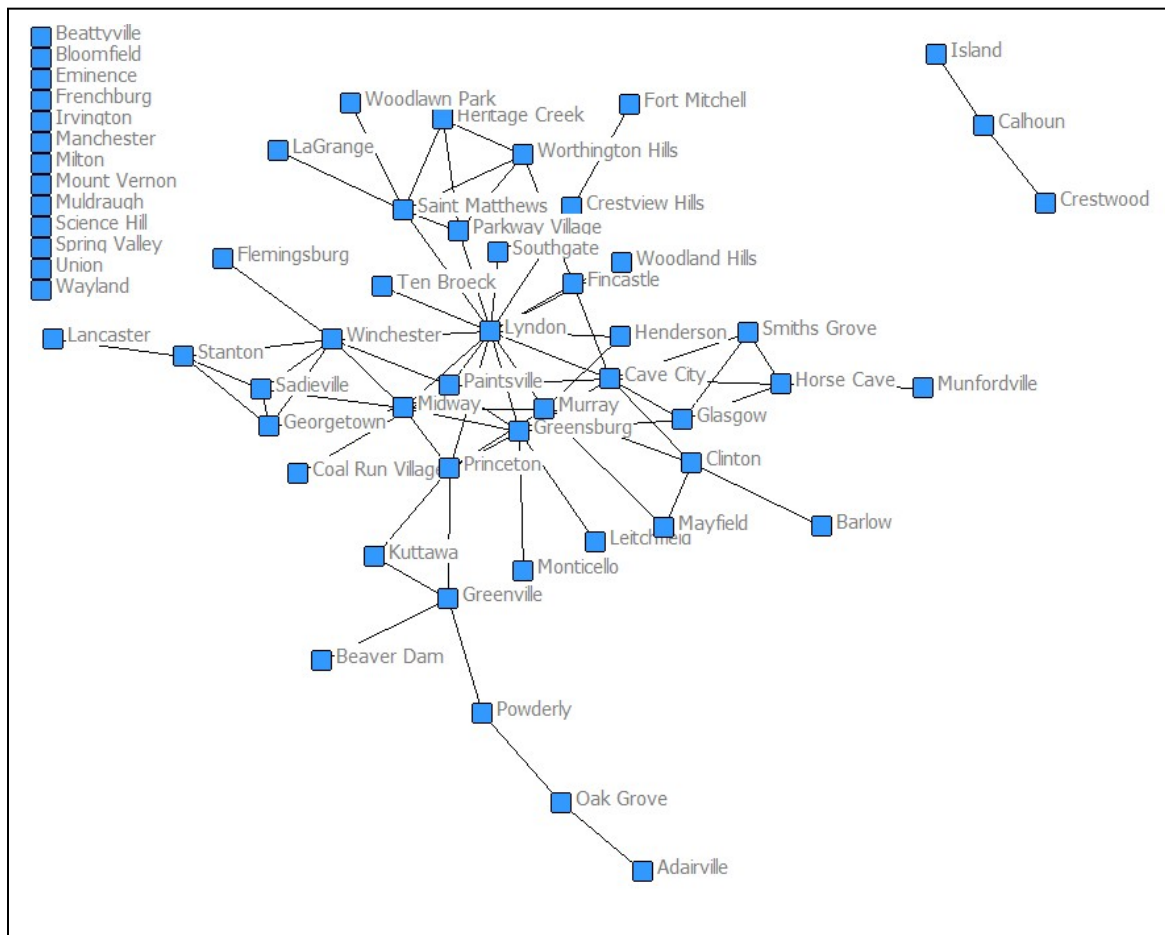 Beattyville
Bloomfield
Eminence
Frenchburg
Irvington
Manchester
Milton
Mount Vernon
Muldraugh
Science Hill
Spring Valley
Union
Wayland
Island
Calhoun
Crestwood
Woodlawn Park
Heritage Creek
Fort Mitchell
LaGrange
Worthington Hills
Saint Matthews
Crestview Hills
Parkway Village
Southgate
Flemingsburg
Woodland Hills
Ten Broeck
Fincastle
Lancaster
Winchester
Lyndon
Henderson
Smiths Grove
Stanton
Sadieville
Paintsville
Cave City
Horse Cave
Munfordville
Georgetown
Midway
Murray
Glasgow
Greensburg
Coal Run Village
Princeton
Clinton
Kuttawa
Leitchfield
Mayfield
Barlow
Monticello
Greenville
Beaver Dam
Powderly
Oak Grove
Adairville